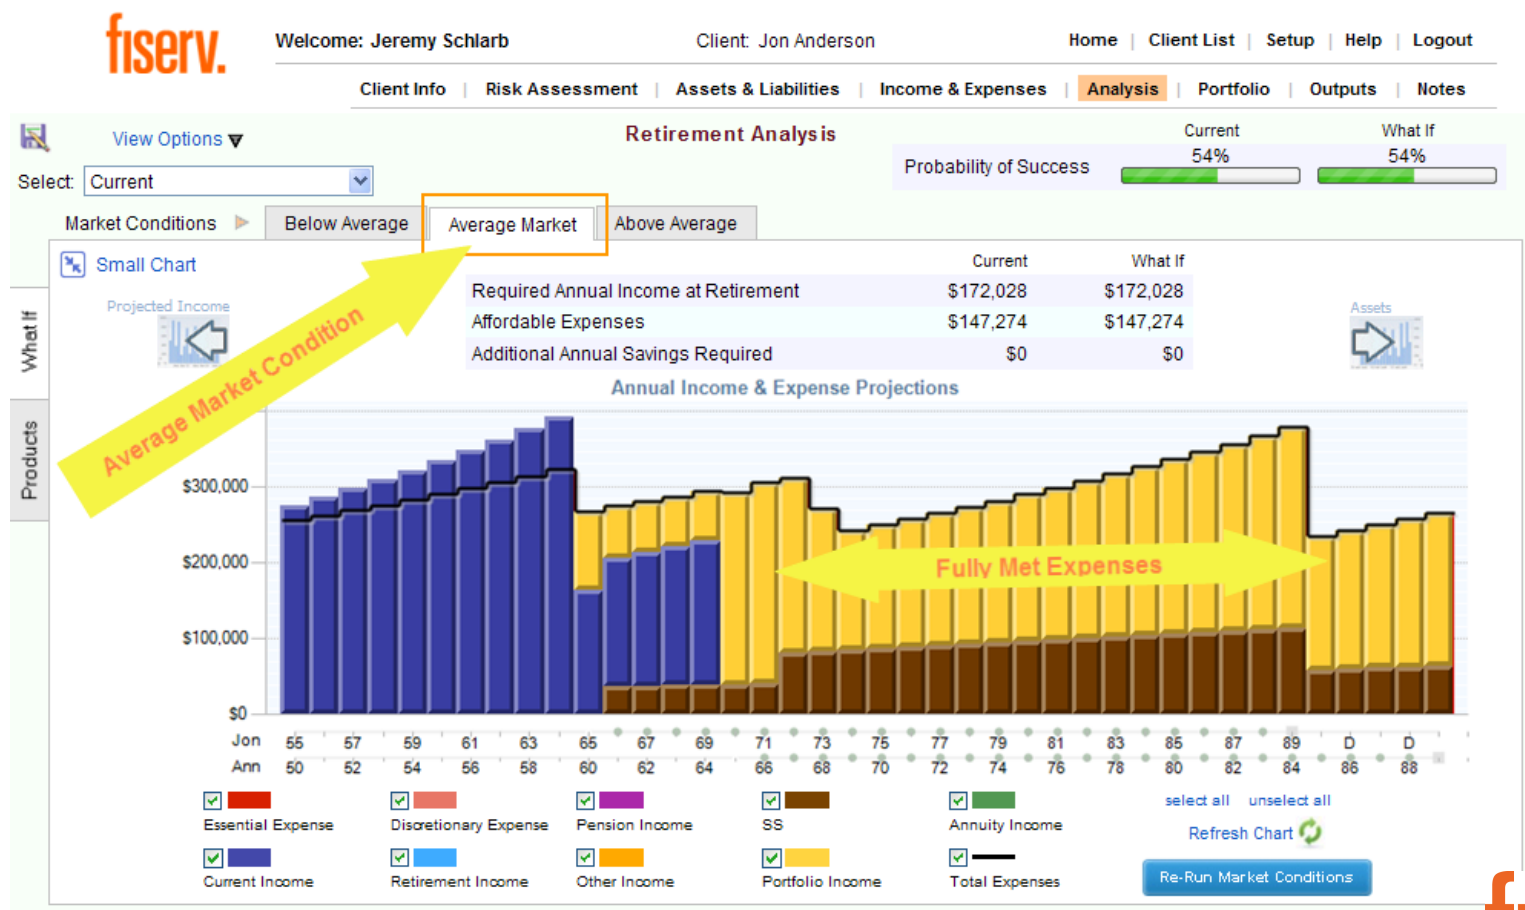 fiserv.
Welcome: Jeremy Schlarb
Client: Jon Anderson
Home | Client List | Setup | Help | Logout
Client Info | Risk Assessment | Assets & Liabilities | Income & Expenses | Analysis | Portfolio | Outputs | Notes
View Options
Retirement Analysis
Current What If
Probability of Success 54% 54%
Select: Current
Market Conditions Below Average Average Market Above Average
Small Chart
Current What If
Required Annual Income at Retirement $172,028 $172,028
Affordable Expenses $147,274 $147,274
Additional Annual Savings Required $0 $0
Projected Income
Assets
What If
Products
Average Market Condition
Annual Income & Expense Projections
$300,000
$200,000
$100,000
$0
Fully Met Expenses
Jon 55 57 59 61 63 65 67 69 71 73 75 77 79 81 83 85 87 89 D D
Ann 50 52 54 56 58 60 62 64 66 68 70 72 74 76 78 80 82 84 86 88
Essential Expense Discretionary Expense Pension Income SS Annuity Income
select all unselect all
Refresh Chart
Current Income Retirement Income Other Income Portfolio Income Total Expenses
Re-Run Market Conditions
f.